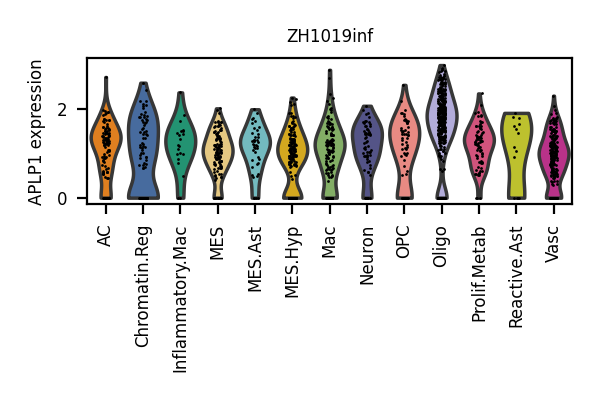 ZH1019inf
APLP1 expression
2
0
AC
Chromatin.Reg
Inflammatory.Mac
MES
MES.Ast
MES.Hyp
Mac
Neuron
OPC
Oligo
Prolif.Metab
Reactive.Ast
Vasc